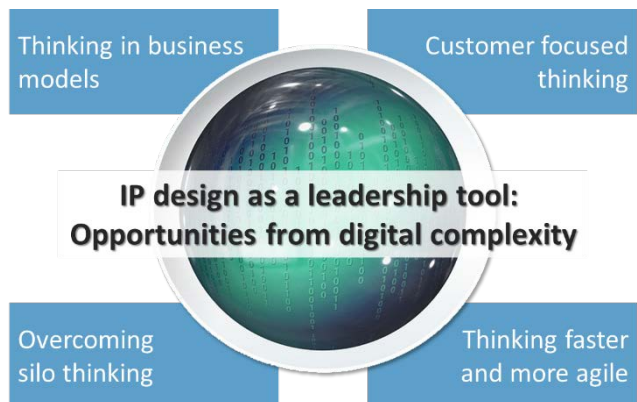 Thinking in business
models
Customer focused
thinking
IP design as a leadership tool:
Opportunities from digital complexity
Overcoming
silo thinking
Thinking faster
and more agile